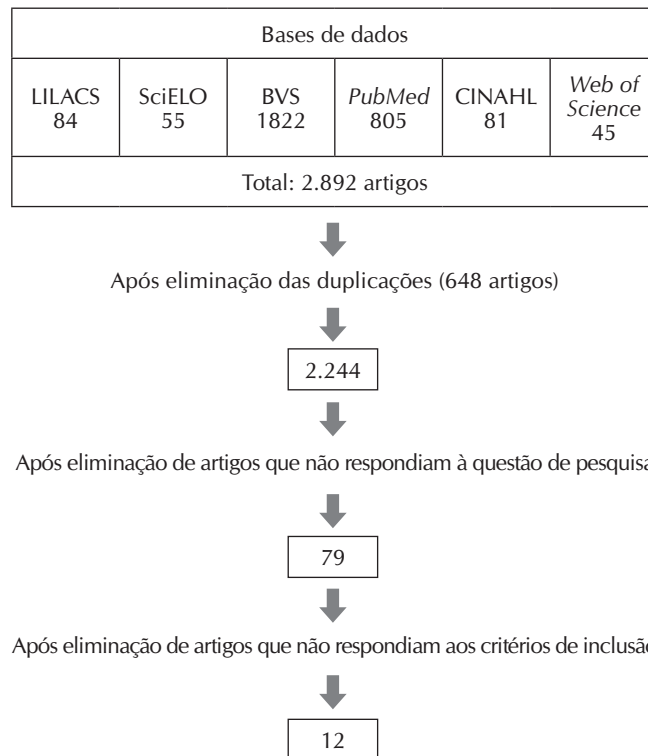 Bases de dados
LILACS
84
SciELO
55
BVS
1822
PubMed
805
CINAHL
81
Web of
Science
45
Total: 2.892 artigos
Após eliminação das duplicações (648 artigos)
2.244
Após eliminação de artigos que não respondiam à questão de pesquisa
79
Após eliminação de artigos que não respondiam aos critérios de inclusão
12